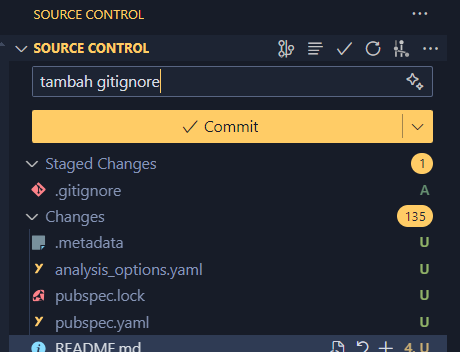 SOURCE CONTROL
SOURCE CONTROL
tambah gitignore
Commit
Staged Changes 1
.gitignore A
Changes 135
.metadata U
analysis_options.yaml U
pubspec.lock U
pubspec.yaml U
README.md 4, U